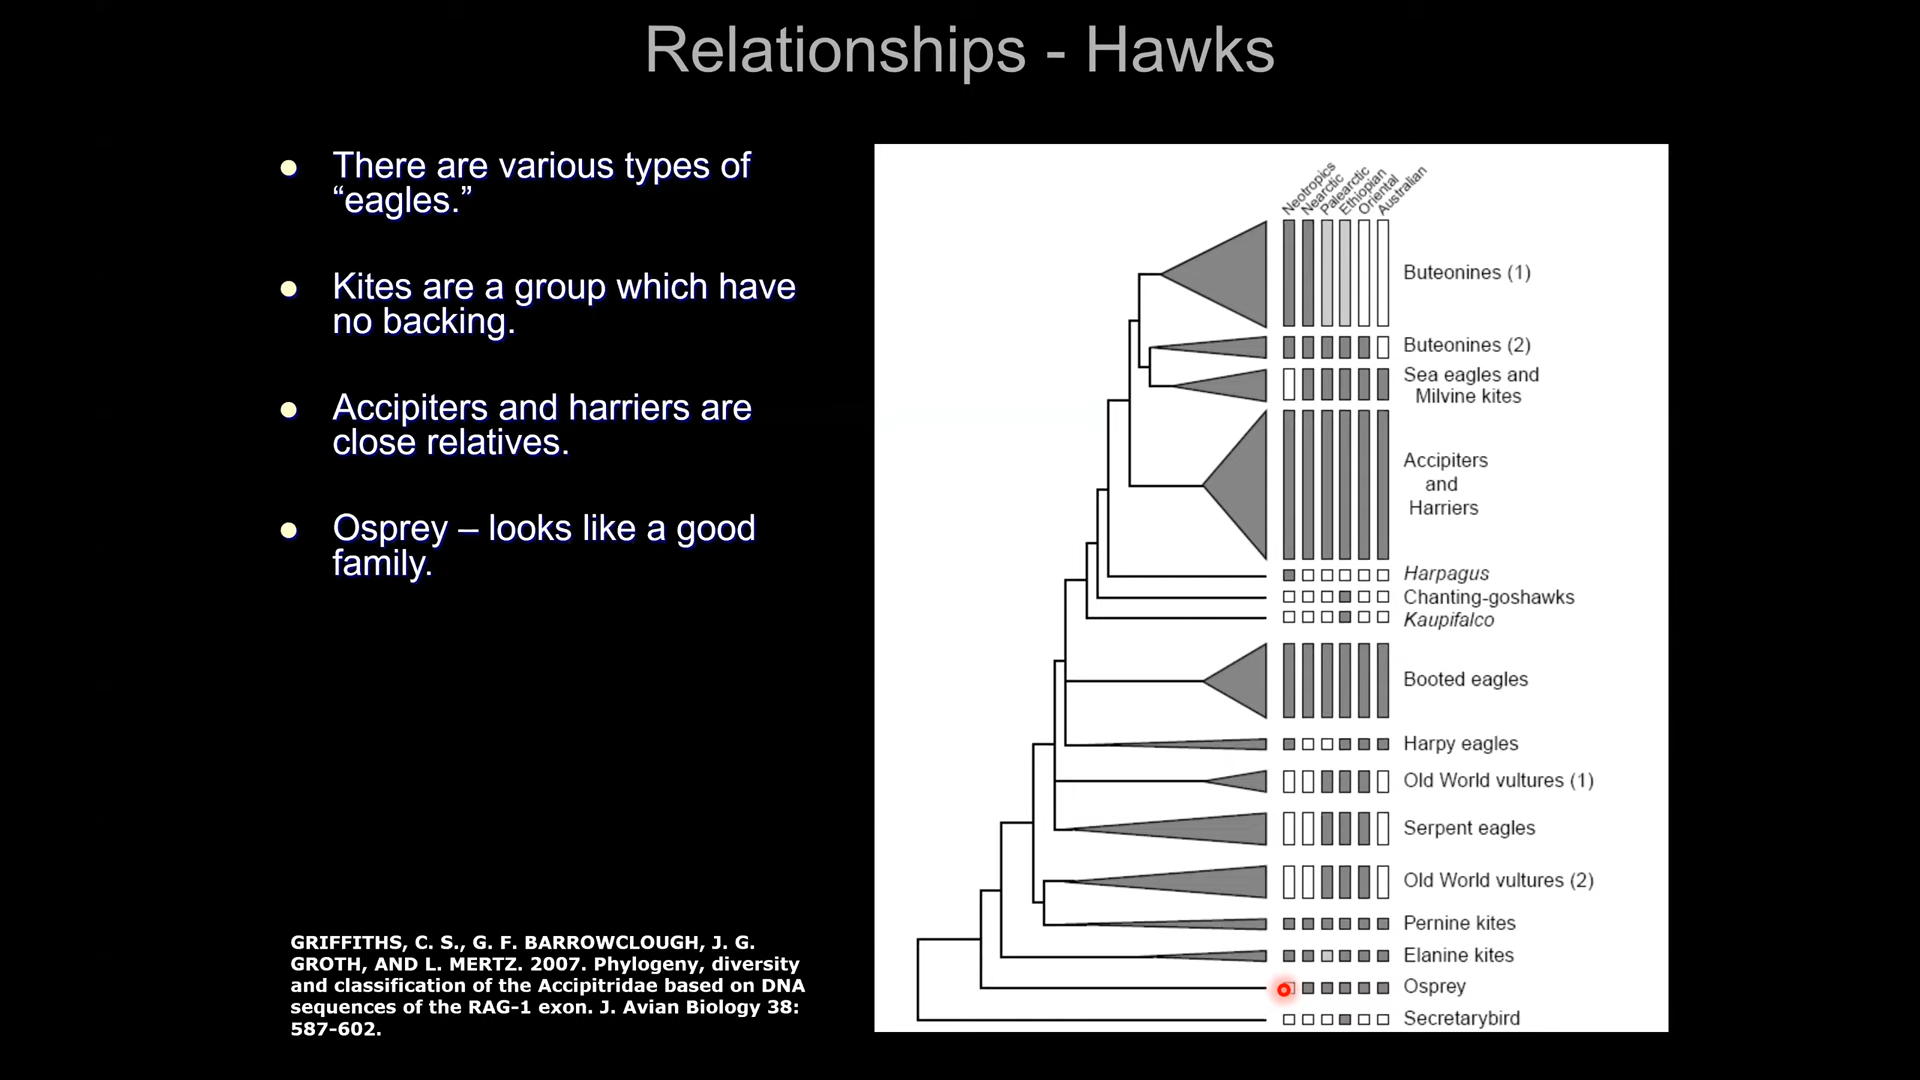 Relationships - Hawks
There are various types of
“eagles.”
Kites are a group which have
no backing.
Accipiters and harriers are
close relatives.
Osprey – looks like a good
family.
GRIFFITHS, C. S., G. F. BARROWCLOUGH, J. G.
GROTH, AND L. MERTZ. 2007. Phylogeny, diversity
and classification of the Accipitridae based on DNA
sequences of the RAG-1 exon. J. Avian Biology 38:
587-602.
Neotropics
Nearctic
Palearctic
Ethiopian
Oriental
Australian
Buteonines (1)
Buteonines (2)
Sea eagles and
Milvine kites
Accipiters
and
Harriers
Harpagus
Chanting-goshawks
Kaupifalco
Booted eagles
Harpy eagles
Old World vultures (1)
Serpent eagles
Old World vultures (2)
Pernine kites
Elanine kites
Osprey
Secretarybird